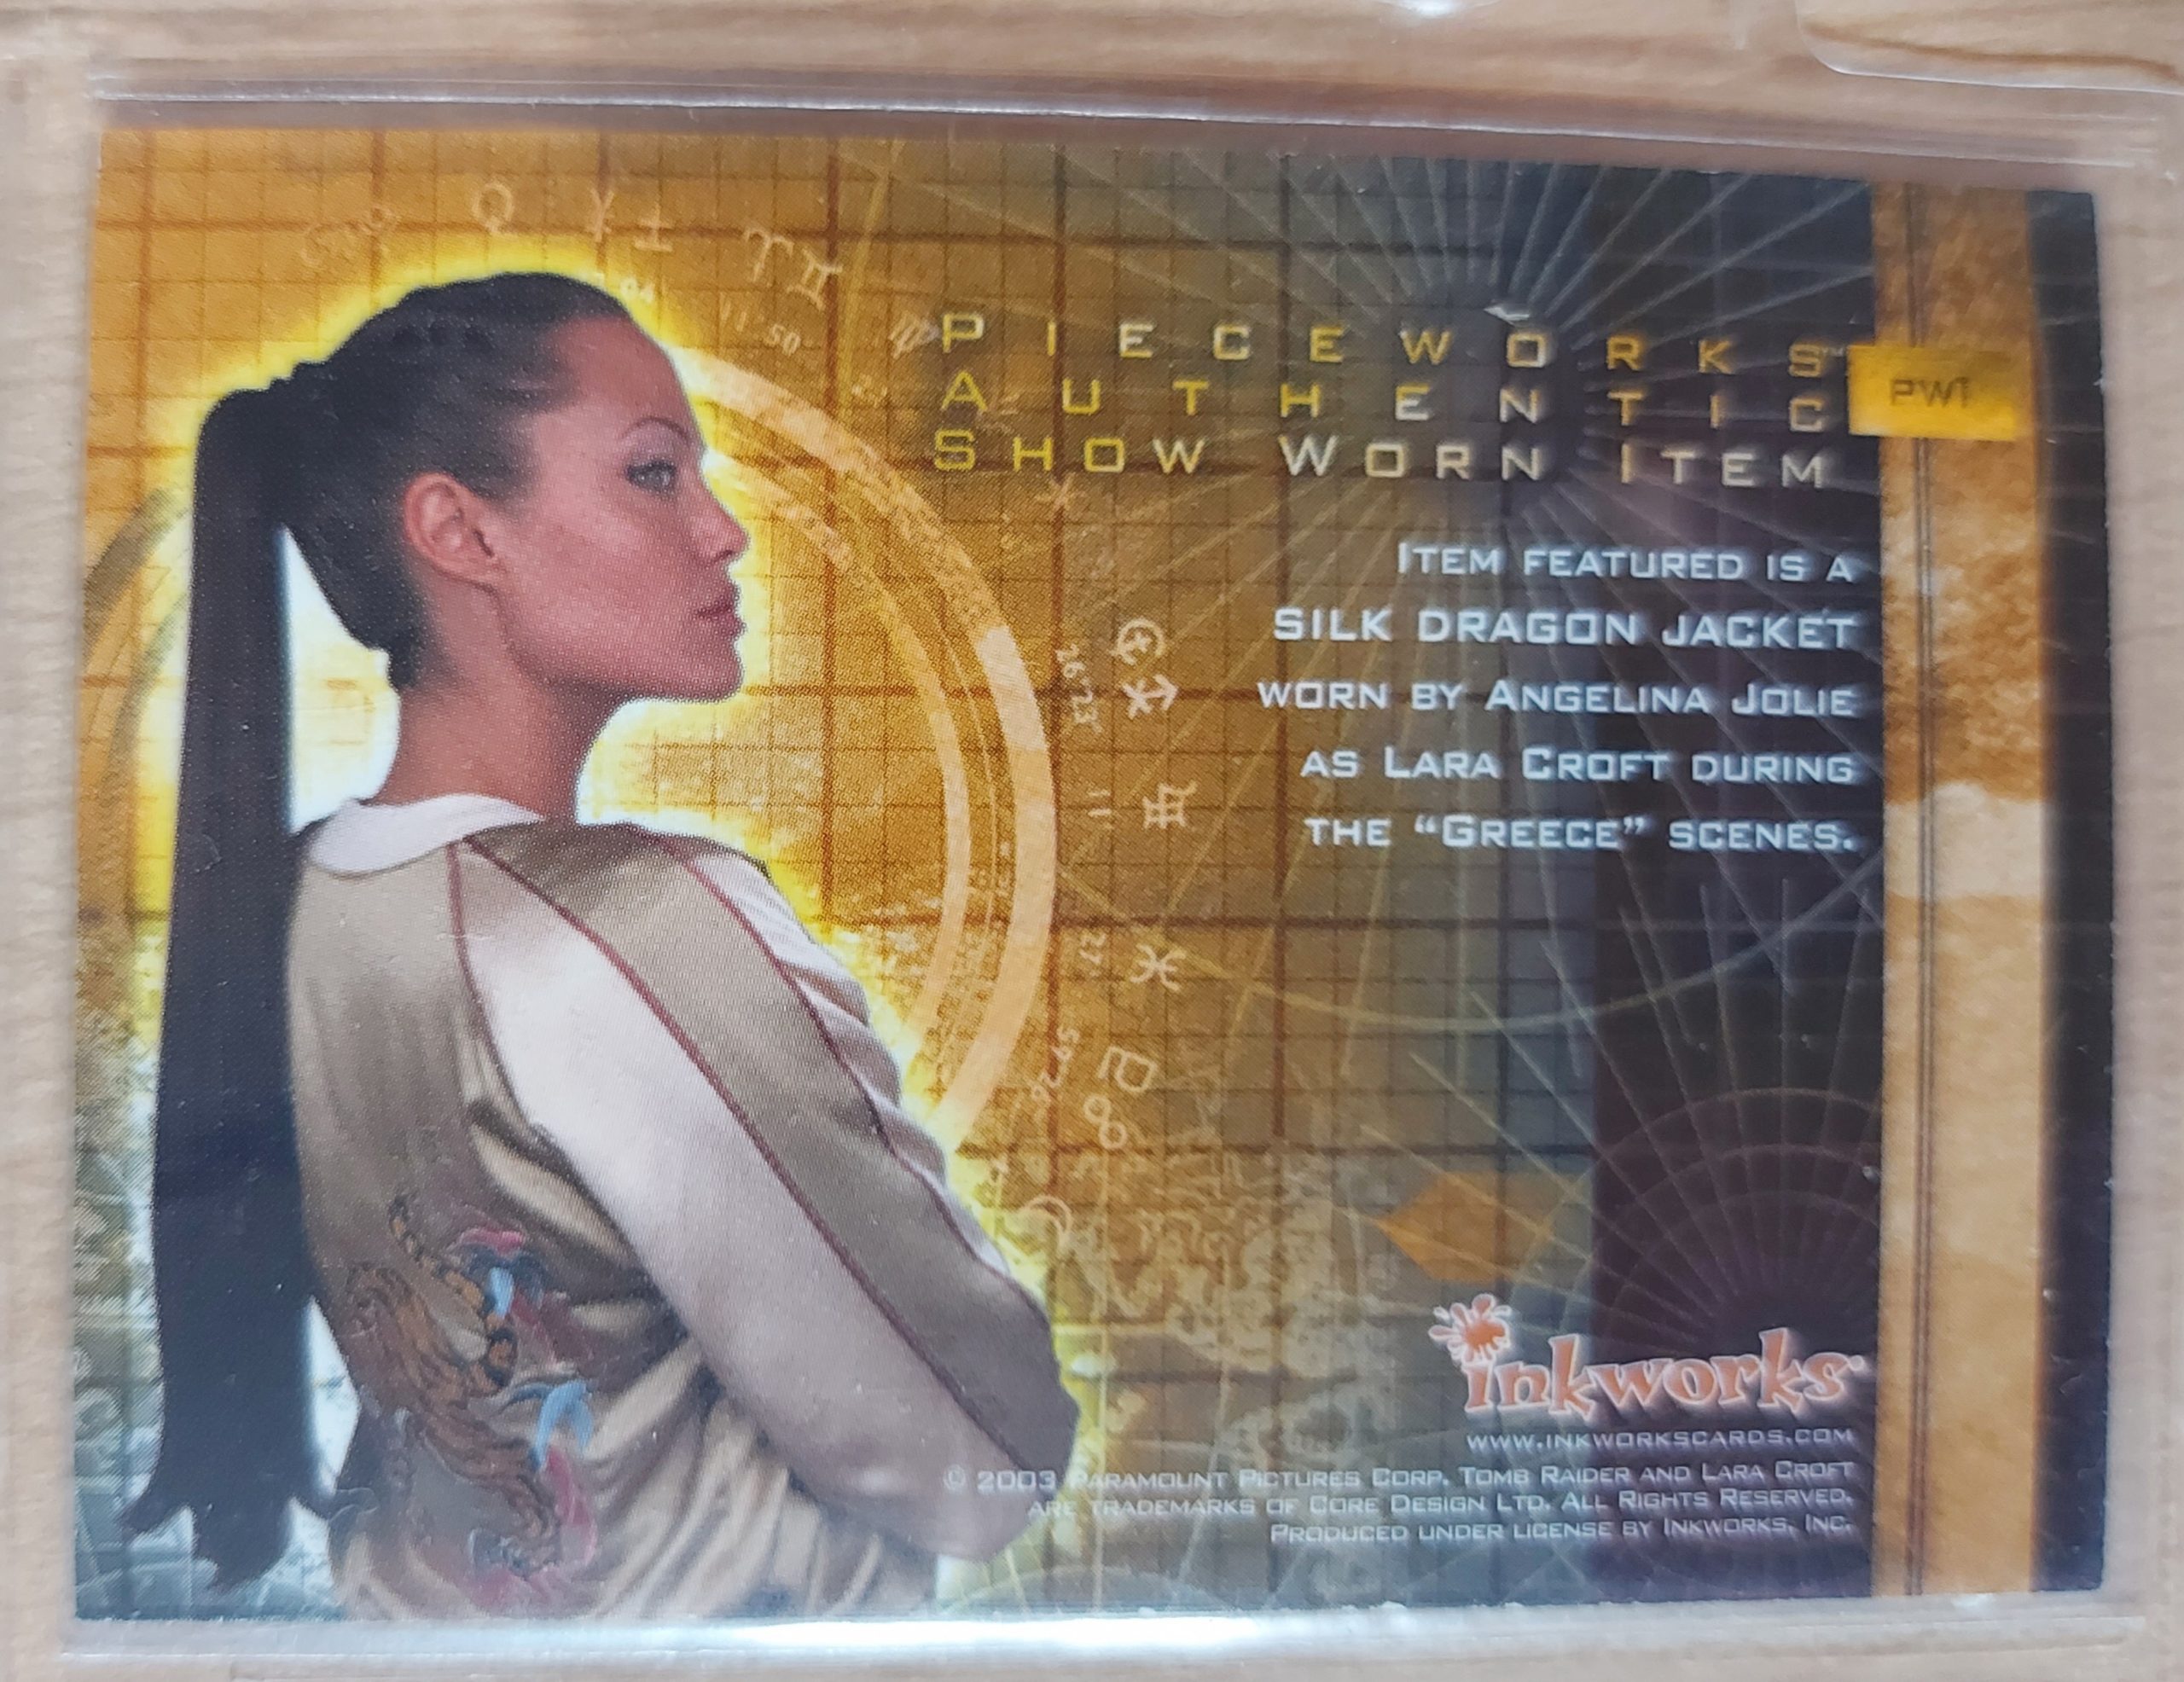 PIECEWORKS™
AUTHENTIC
SHOW WORN ITEM
PW1
ITEM FEATURED IS A
SILK DRAGON JACKET
WORN BY ANGELINA JOLIE
AS LARA CROFT DURING
THE “GREECE” SCENES.
inkworks
WWW.INKWORKSCARDS.COM
© 2003 PARAMOUNT PICTURES CORP. TOMB RAIDER AND LARA CROFT
ARE TRADEMARKS OF CORE DESIGN LTD. ALL RIGHTS RESERVED.
PRODUCED UNDER LICENSE BY INKWORKS, INC.